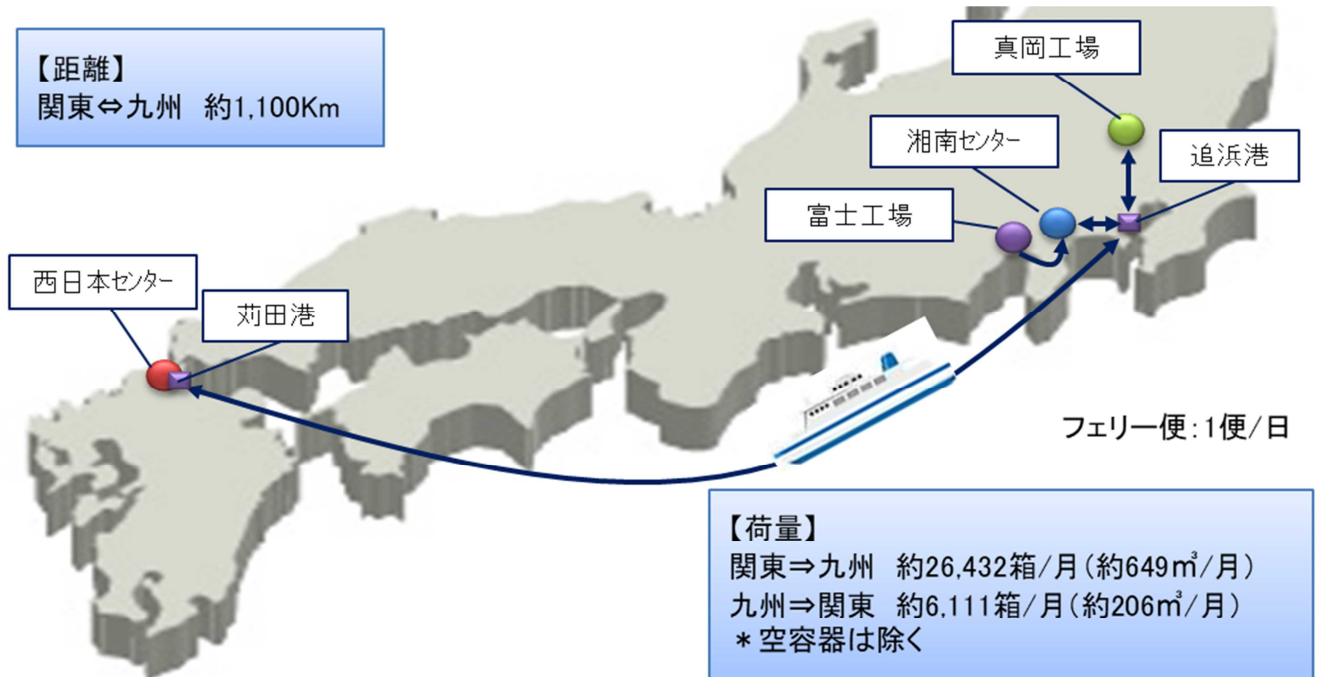 【距離】
関東⇔九州 約1,100Km
真岡工場
湘南センター
追浜港
富士工場
西日本センター
苅田港
フェリー便：1便/日
【荷量】
関東⇒九州 約26,432箱/月（約649㎥/月）
九州⇒関東 約6,111箱/月（約206㎥/月）
＊空容器は除く